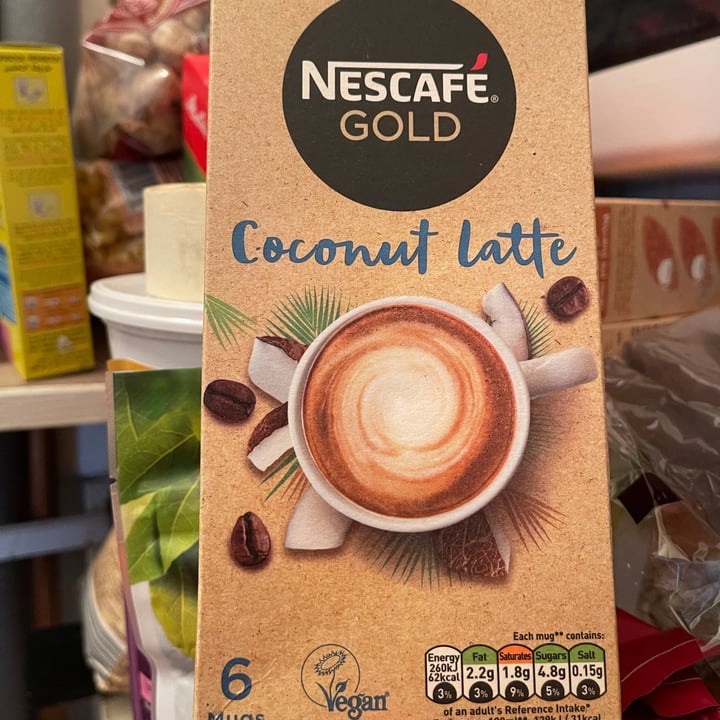 NESCAFÉ®
GOLD
Coconut Latte
Each mug** contains:
Energy Fat Saturates Sugars Salt
260kJ 2.2g 1.8g 4.8g 0.15g
62kcal
3% 3% 9% 5% 3%
of an adult's Reference Intake*
6
MUGS
Vegan